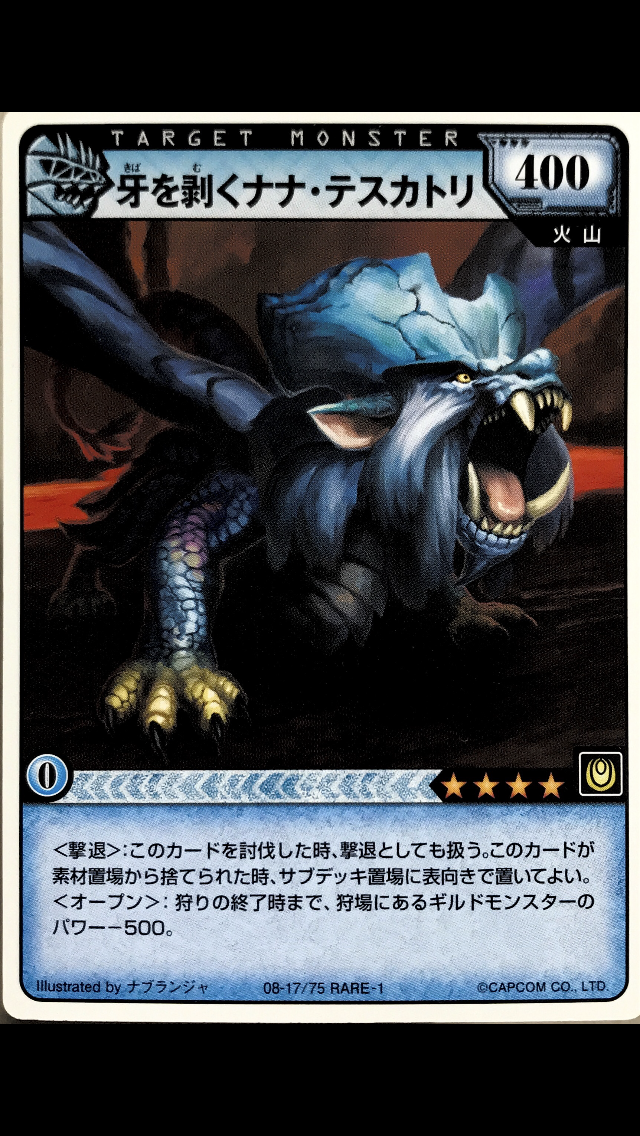 TARGET MONSTER
牙を剥くナナ・テスカトリ
きば む
400
火山
0
<撃退>:このカードを討伐した時、撃退としても扱う。このカードが
素材置場から捨てられた時、サブデッキ置場に表向きで置いてよい。
<オープン>: 狩りの終了時まで、狩場にあるギルドモンスターの
パワー−500。
Illustrated by ナブランジャ 08-17/75 RARE-1 ©CAPCOM CO., LTD.